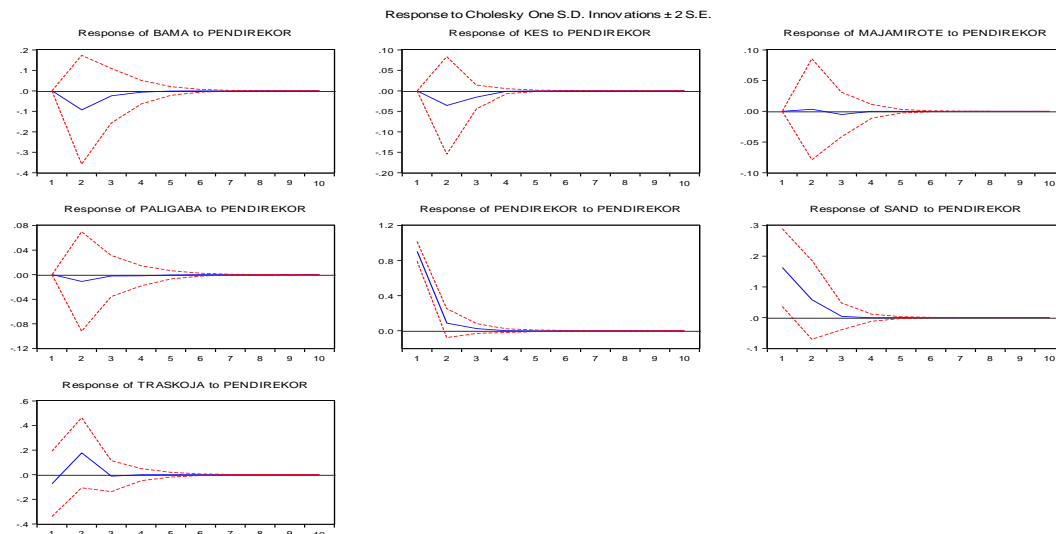 Response to Cholesky One S.D. Innovations ± 2 S.E.
Response of BAMA to PENDIREKOR
.2
.1
.0
-.1
-.2
-.3
-.4
1 2 3 4 5 6 7 8 9 10
Response of KES to PENDIREKOR
.10
.05
.00
-.05
-.10
-.15
-.20
1 2 3 4 5 6 7 8 9 10
Response of MAJAMIROTE to PENDIREKOR
.10
.05
.00
-.05
-.10
1 2 3 4 5 6 7 8 9 10
Response of PALIGABA to PENDIREKOR
.08
.04
.00
-.04
-.08
-.12
1 2 3 4 5 6 7 8 9 10
Response of PENDIREKOR to PENDIREKOR
1.2
0.8
0.4
0.0
1 2 3 4 5 6 7 8 9 10
Response of SAND to PENDIREKOR
.3
.2
.1
.0
-.1
1 2 3 4 5 6 7 8 9 10
Response of TRASKOJA to PENDIREKOR
.6
.4
.2
.0
-.2
-.4
1 2 3 4 5 6 7 8 9 10